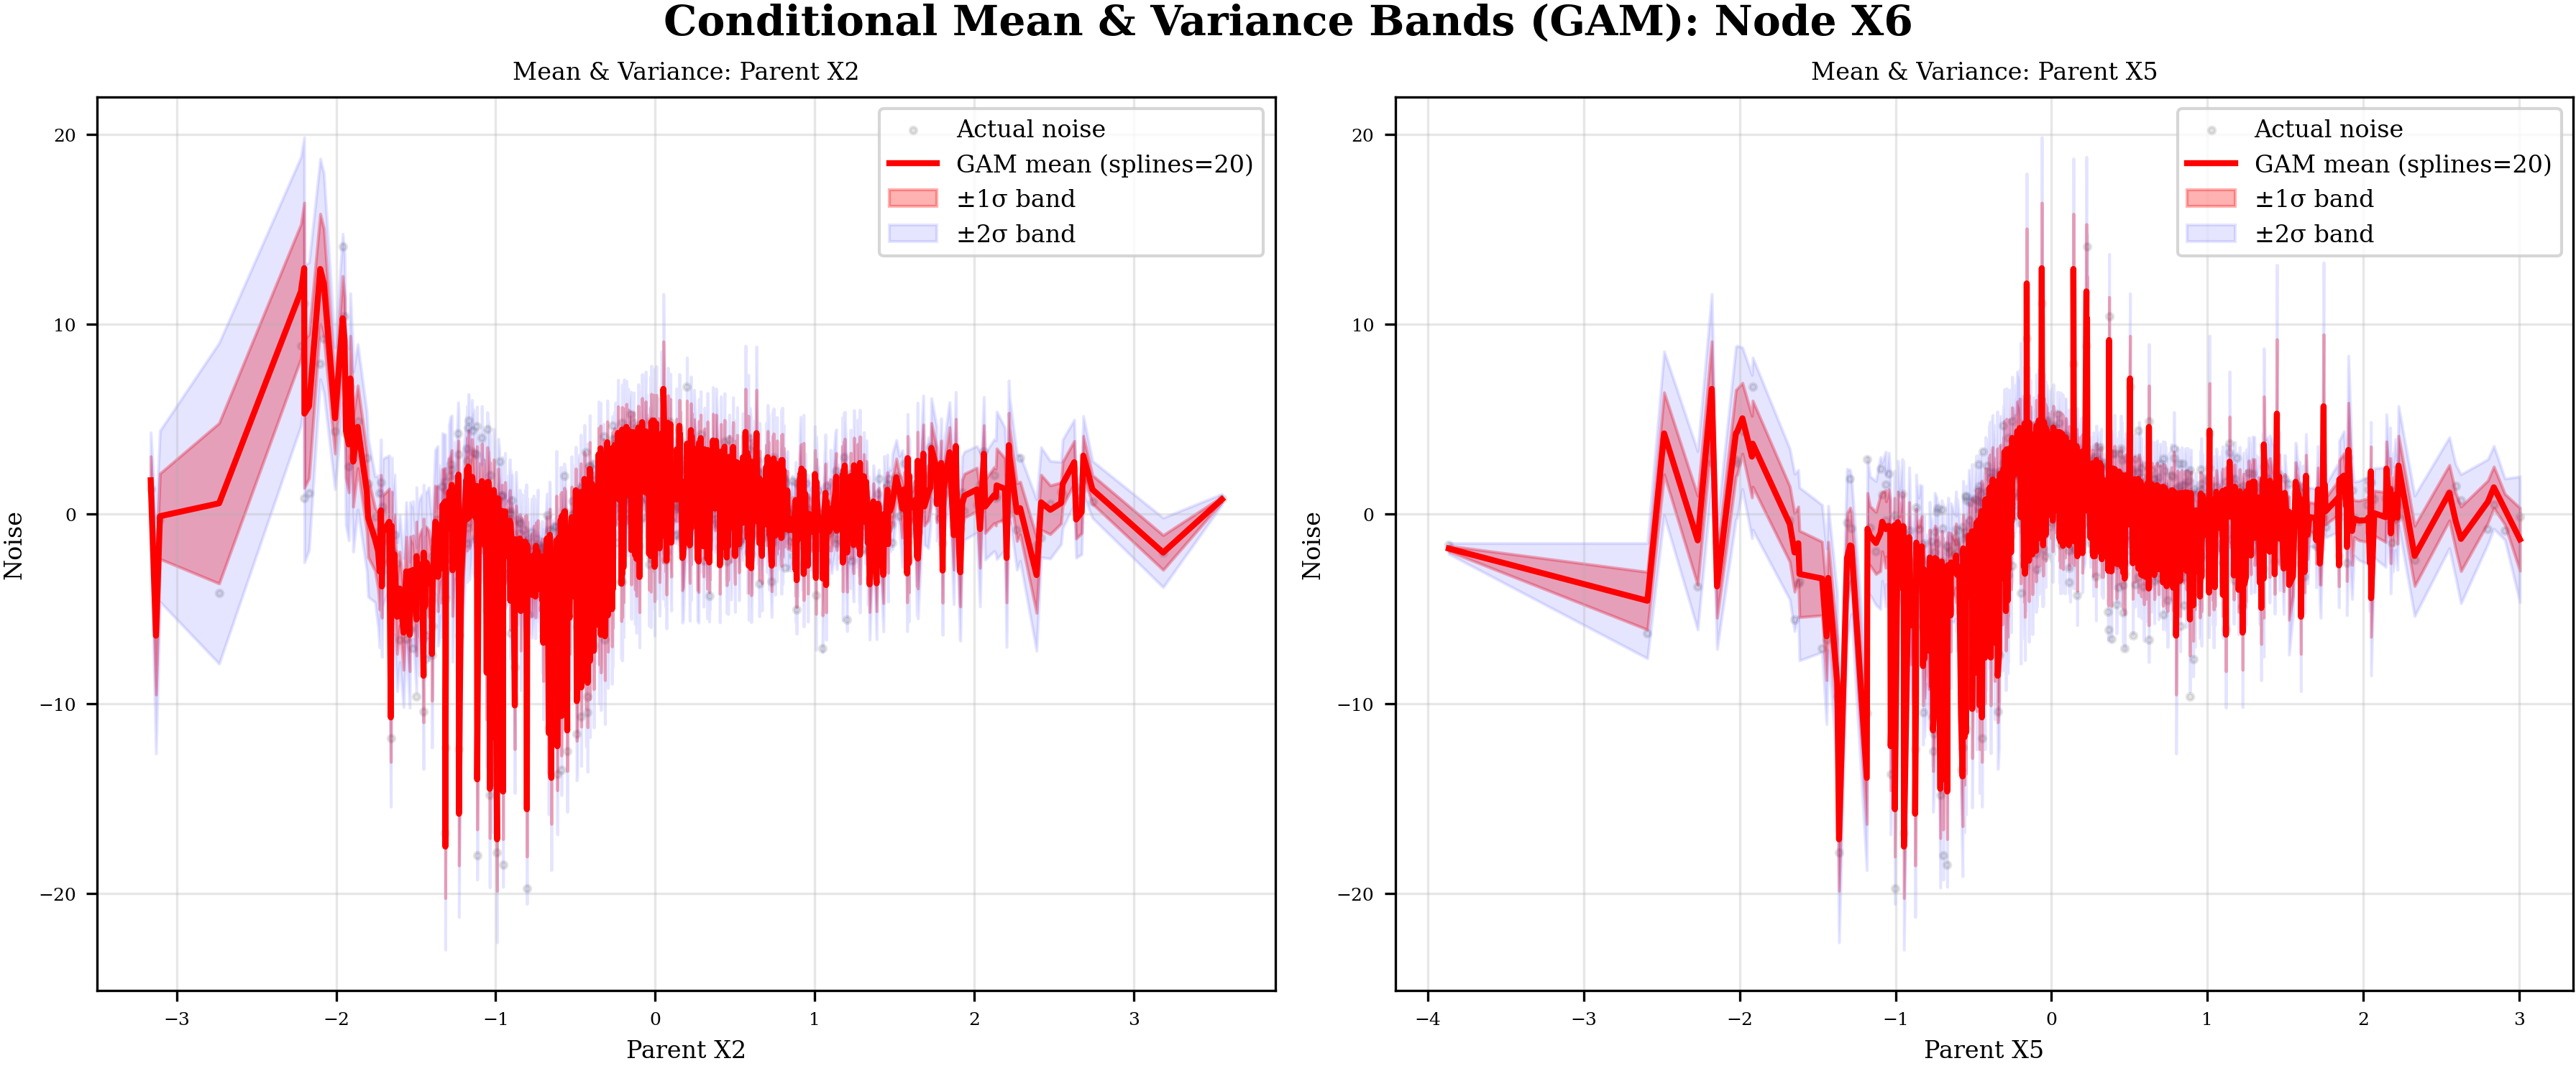 Conditional Mean & Variance Bands (GAM): Node X6
Mean & Variance: Parent X2
20
10
0
−10
−20
Noise
−3
−2
−1
0
1
2
3
Parent X2
Actual noise
GAM mean (splines=20)
±1σ band
±2σ band
Mean & Variance: Parent X5
20
10
0
−10
−20
Noise
−4
−3
−2
−1
0
1
2
3
Parent X5
Actual noise
GAM mean (splines=20)
±1σ band
±2σ band